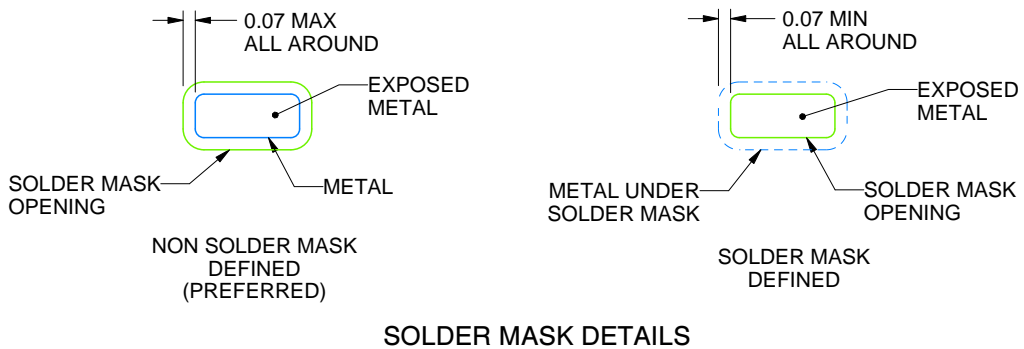 0.07 MAX
ALL AROUND
EXPOSED
METAL
SOLDER MASK
OPENING
METAL
NON SOLDER MASK
DEFINED
(PREFERRED)
0.07 MIN
ALL AROUND
EXPOSED
METAL
METAL UNDER
SOLDER MASK
SOLDER MASK
OPENING
SOLDER MASK
DEFINED
SOLDER MASK DETAILS